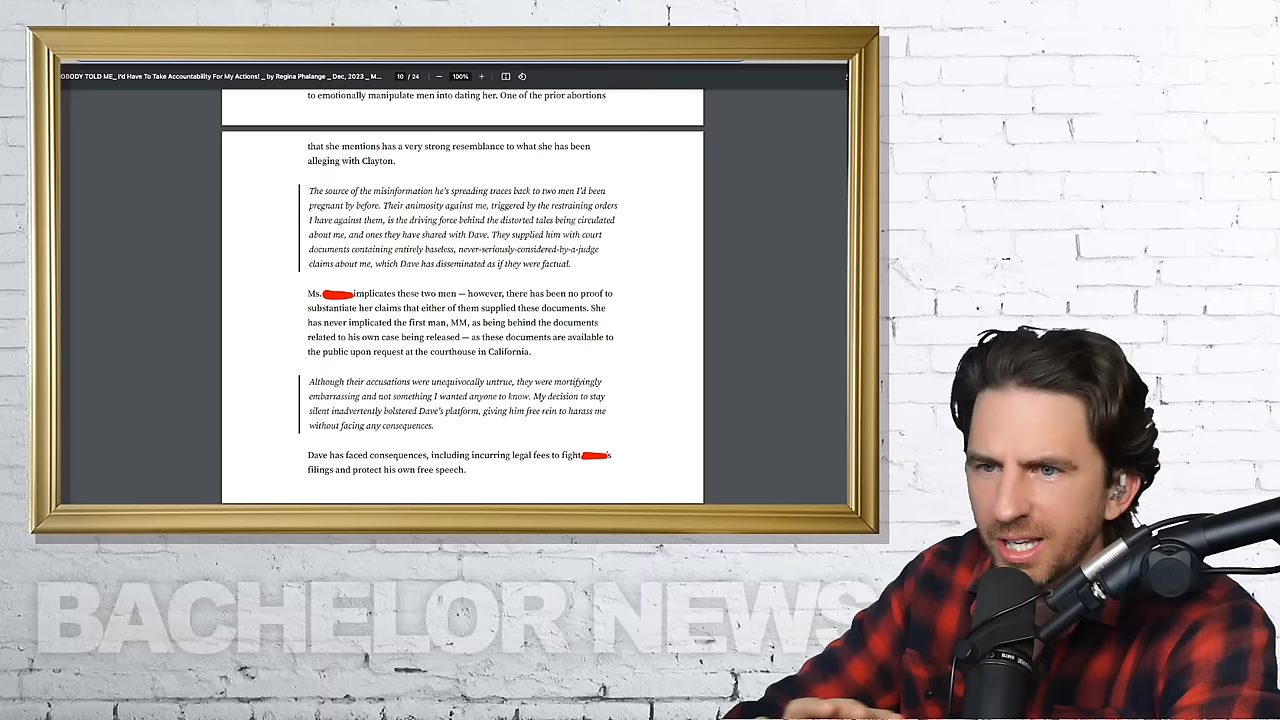 OBODY TOLD ME_ I'd Have To Take Accountability For My Actions! _ by Regina Phalange _ Dec, 2023 _ M... 10 / 24 100%
to emotionally manipulate men into dating her. One of the prior abortions
that she mentions has a very strong resemblance to what she has been
alleging with Clayton.
The source of the misinformation he's spreading traces back to two men I'd been
pregnant by before. Their animosity against me, triggered by the restraining orders
I have against them, is the driving force behind the distorted tales being circulated
about me, and ones they have shared with Dave. They supplied him with court
documents containing entirely baseless, never-seriously-considered-by-a-judge
claims about me, which Dave has disseminated as if they were factual.
Ms. implicates these two men — however, there has been no proof to
substantiate her claims that either of them supplied these documents. She
has never implicated the first man, MM, as being behind the documents
related to his own case being released — as these documents are available to
the public upon request at the courthouse in California.
Although their accusations were unequivocally untrue, they were mortifyingly
embarrassing and not something I wanted anyone to know. My decision to stay
silent inadvertently bolstered Dave's platform, giving him free rein to harass me
without facing any consequences.
Dave has faced consequences, including incurring legal fees to fight 's
filings and protect his own free speech.
BACHELOR NEWS